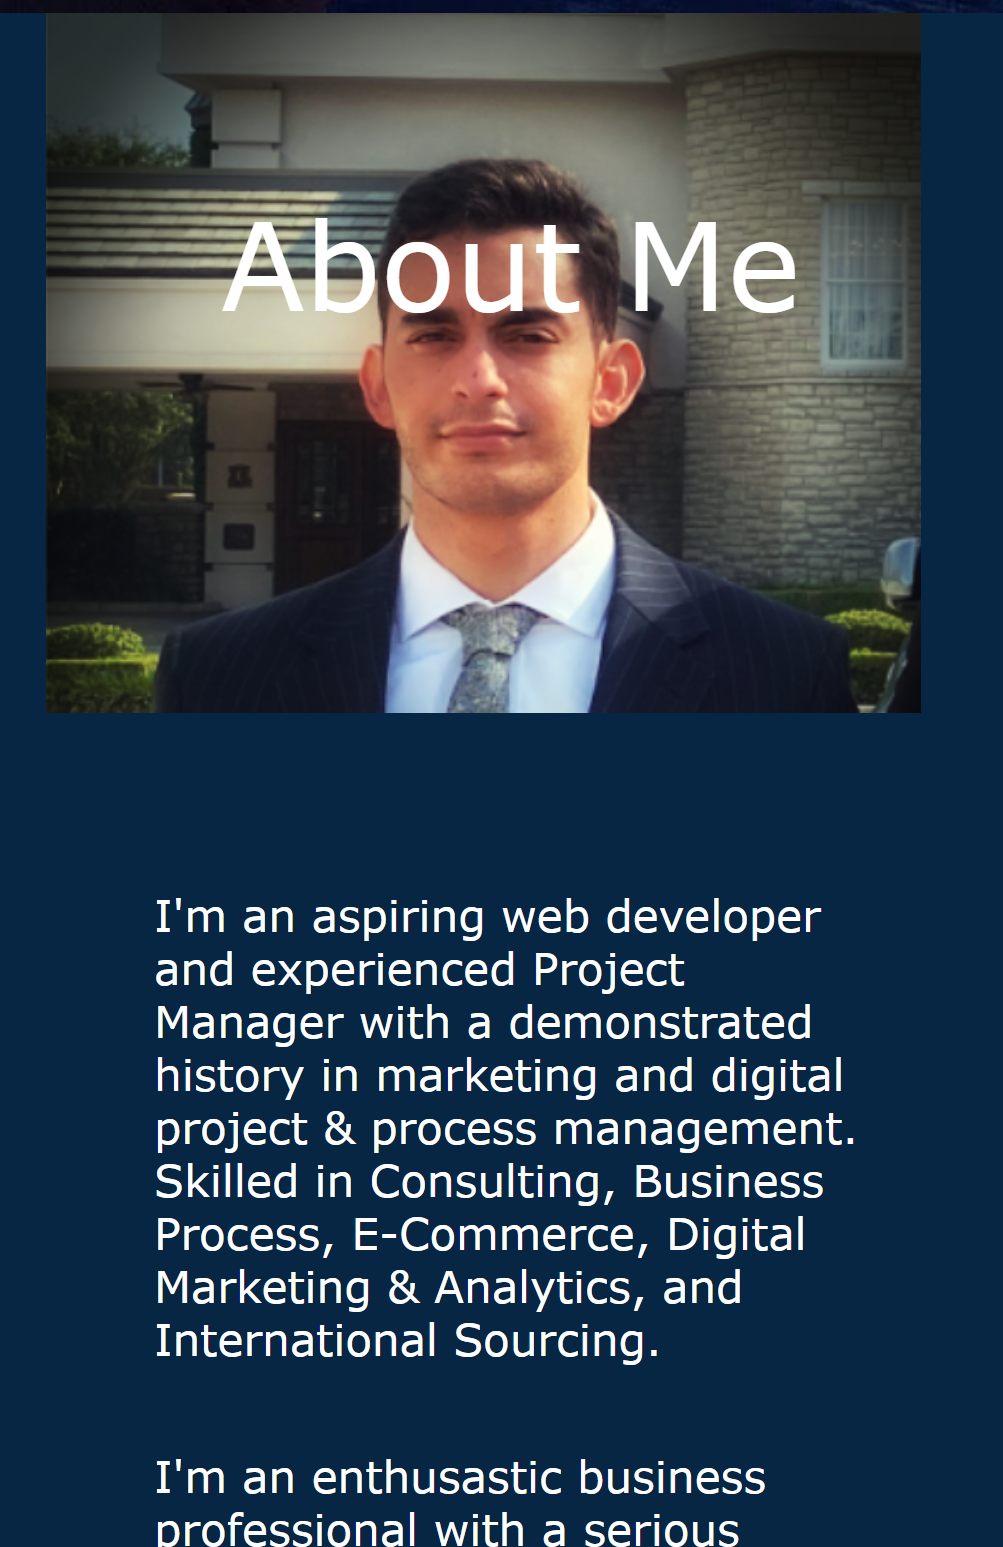 About Me
I'm an aspiring web developer
and experienced Project
Manager with a demonstrated
history in marketing and digital
project & process management.
Skilled in Consulting, Business
Process, E-Commerce, Digital
Marketing & Analytics, and
International Sourcing.
I'm an enthusastic business
professional with a serious